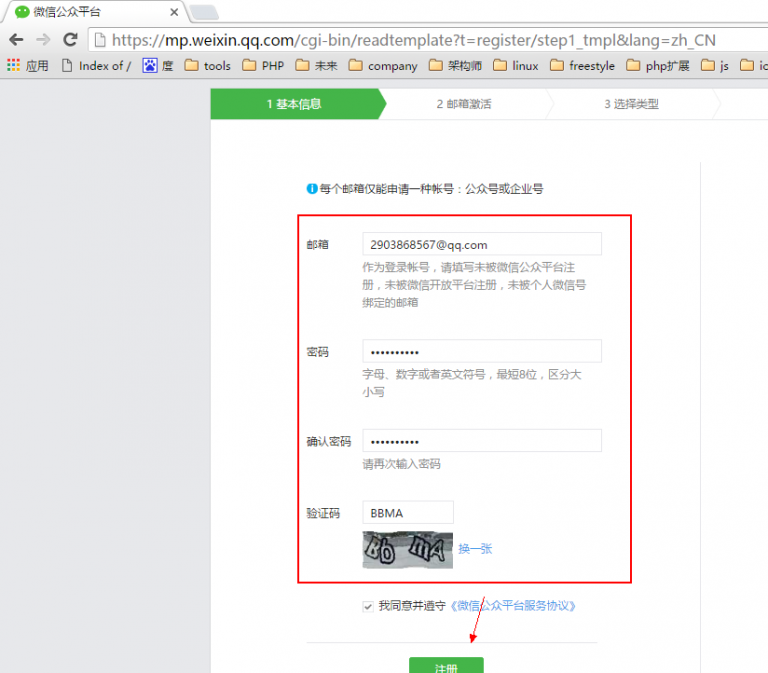 微信公众平台
https://mp.weixin.qq.com/cgi-bin/readtemplate?t=register/step1_tmpl&lang=zh_CN
应用 Index of / 度 tools PHP 未来 company 架构师 linux freestyle php扩展 js
1 基本信息 2 邮箱激活 3 选择类型
每个邮箱仅能申请一种帐号：公众号或企业号
邮箱 2903868567@qq.com
作为登录帐号，请填写未被微信公众平台注
册，未被微信开放平台注册，未被个人微信号
绑定的邮箱
密码 ••••••••••
字母、数字或者英文符号，最短8位，区分大
小写
确认密码 ••••••••••
请再次输入密码
验证码 BBMA
Bb mA 换一张
我同意并遵守《微信公众平台服务协议》
注册